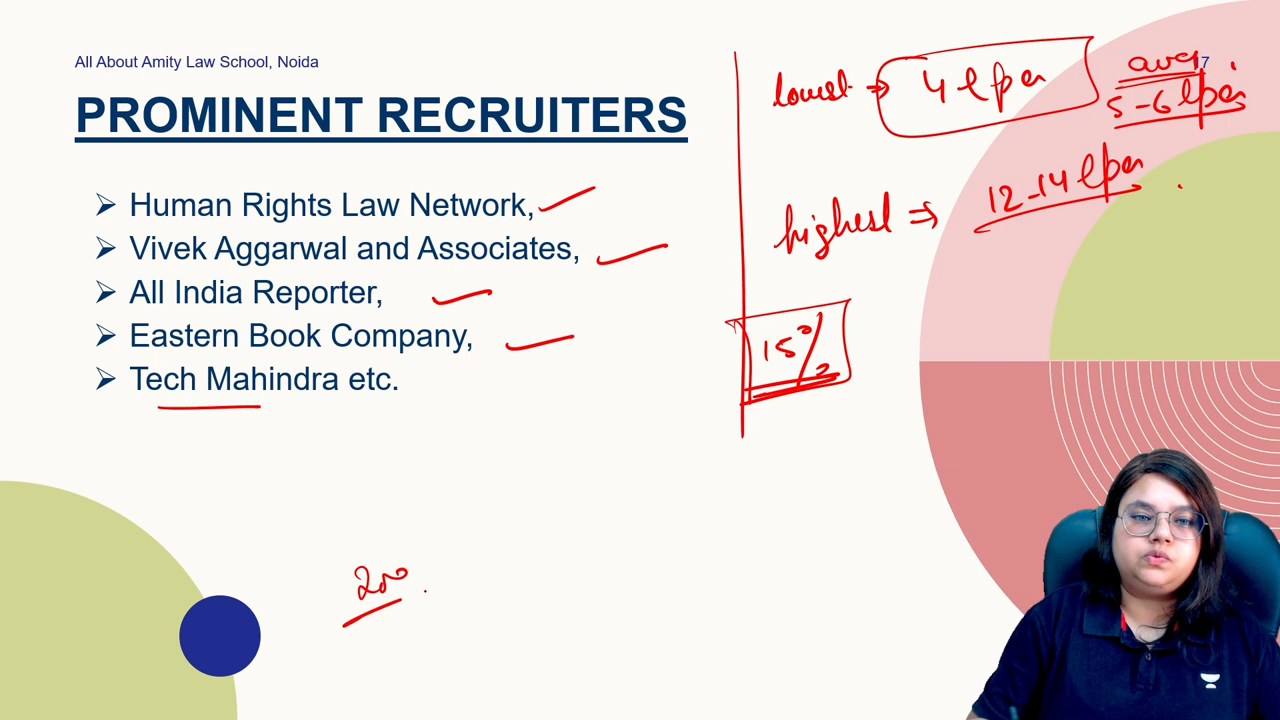 All About Amity Law School, Noida
7
PROMINENT RECRUITERS
➢ Human Rights Law Network,
➢ Vivek Aggarwal and Associates,
➢ All India Reporter,
➢ Eastern Book Company,
➢ Tech Mahindra etc.
lowest ⇒ 4 lpa
avg
5-6 lpa
highest ⇒ 12-14 lpa
15%
200